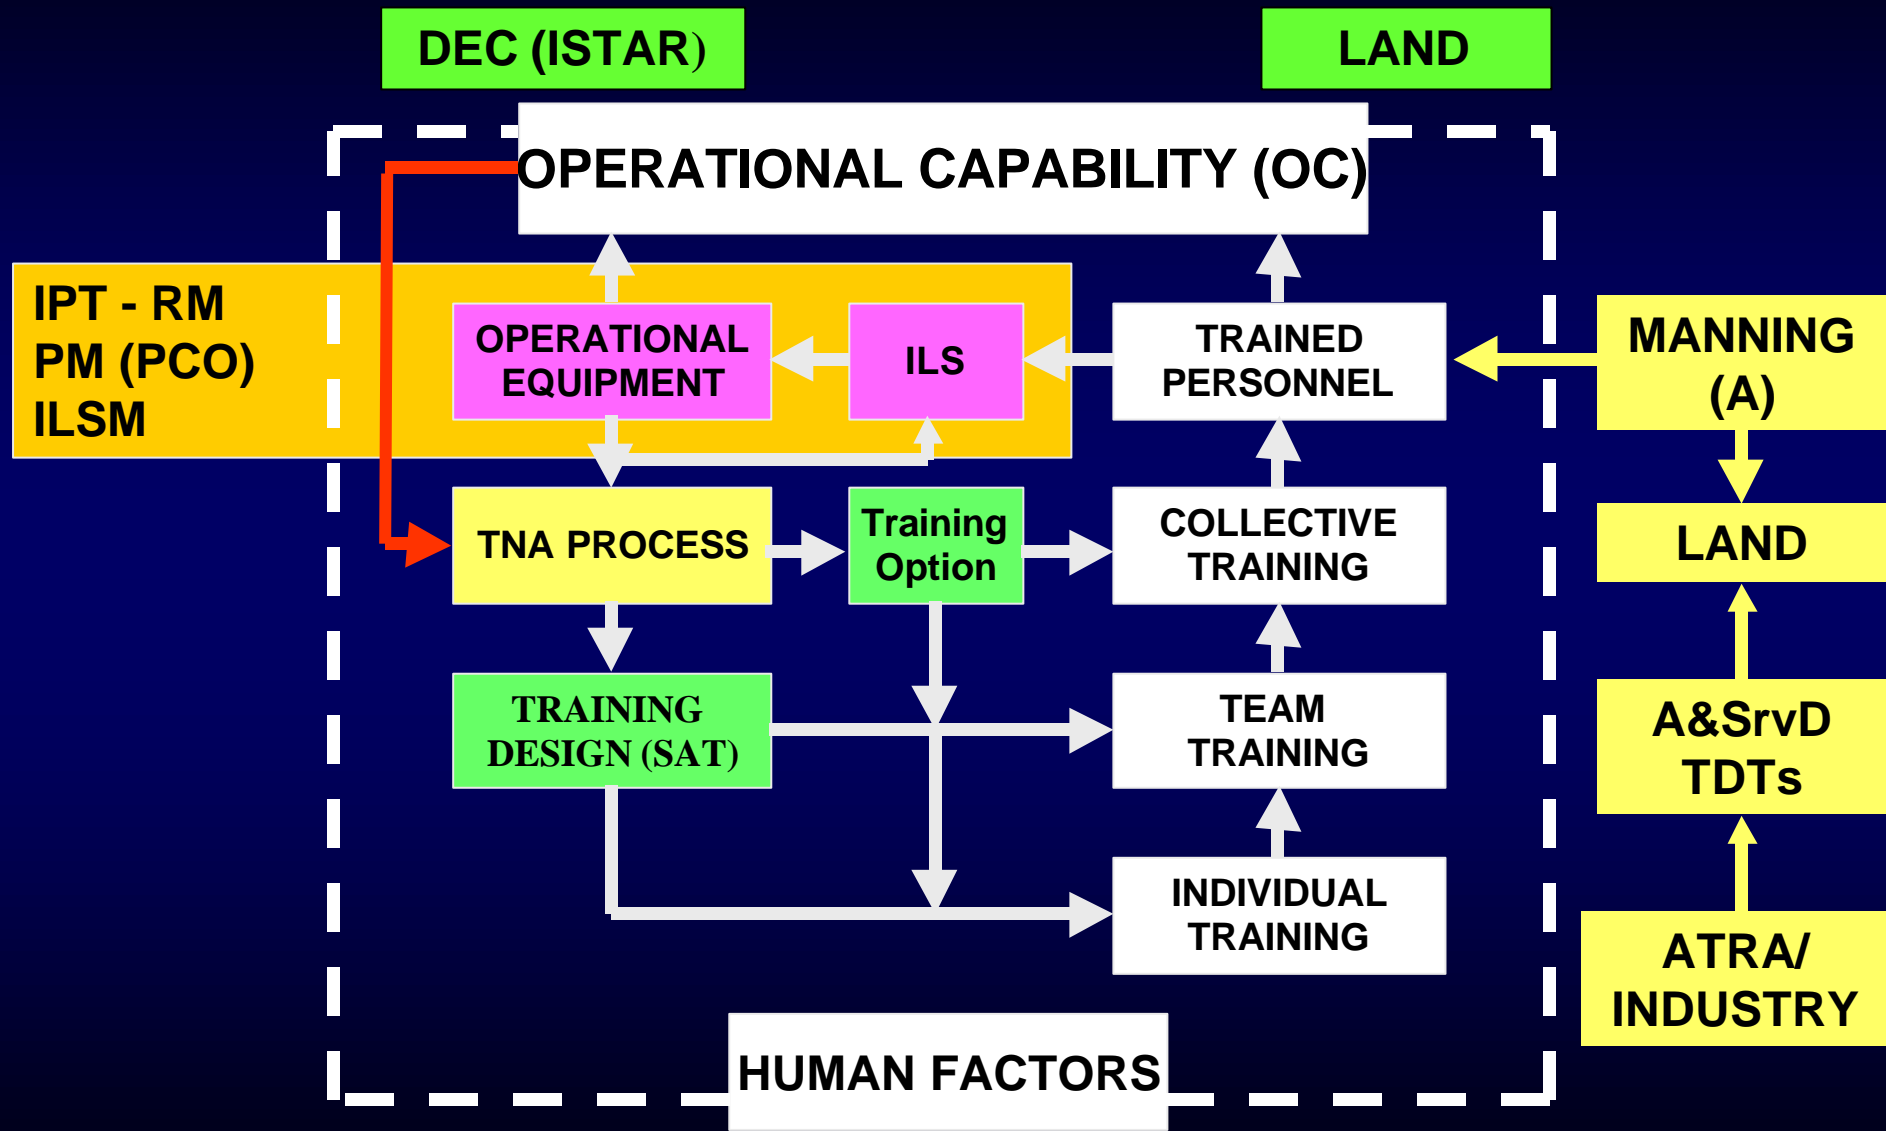 DEC (ISTAR)
LAND
OPERATIONAL CAPABILITY (OC)
IPT - RM
PM (PCO)
ILSM
OPERATIONAL
EQUIPMENT
ILS
TRAINED
PERSONNEL
MANNING
(A)
TNA PROCESS
Training
Option
COLLECTIVE
TRAINING
LAND
TRAINING
DESIGN (SAT)
TEAM
TRAINING
A&SrvD
TDTs
INDIVIDUAL
TRAINING
ATRA/
INDUSTRY
HUMAN FACTORS